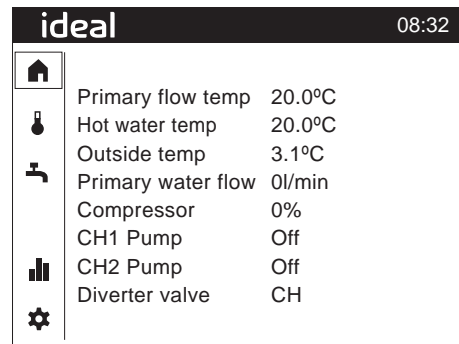 ideal 08:32
Primary flow temp 20.0ºC
Hot water temp 20.0ºC
Outside temp 3.1ºC
Primary water flow 0l/min
Compressor 0%
CH1 Pump Off
CH2 Pump Off
Diverter valve CH